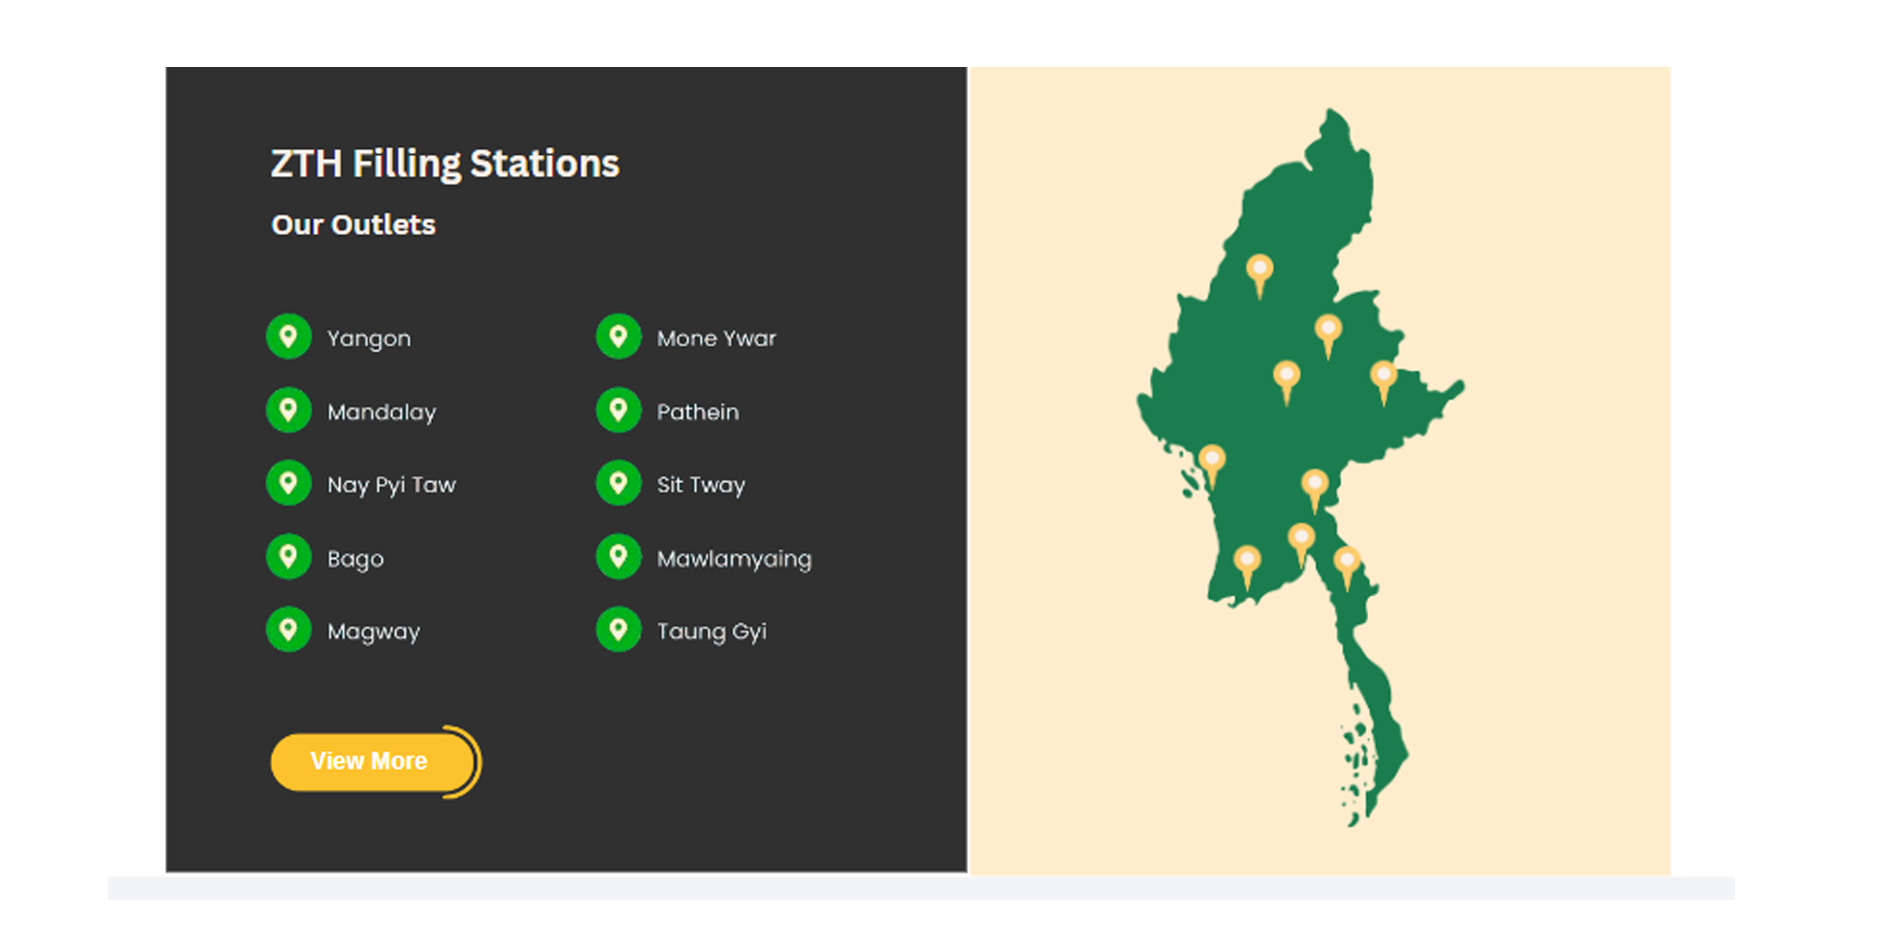 ZTH Filling Stations
Our Outlets
Yangon
Mandalay
Nay Pyi Taw
Bago
Magway
Mone Ywar
Pathein
Sit Tway
Mawlamyaing
Taung Gyi
View More